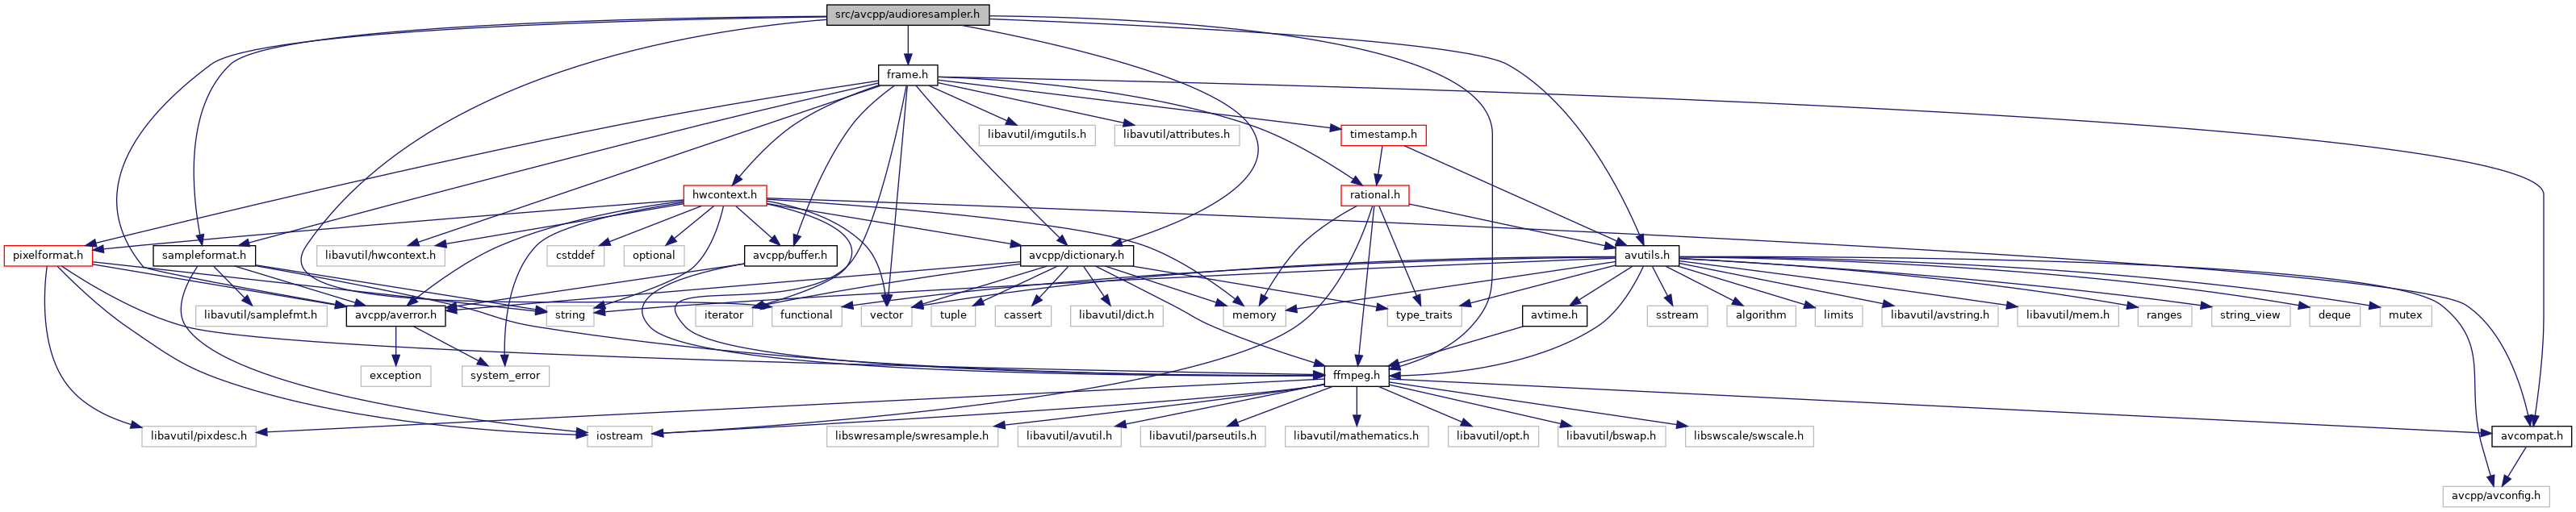 src/avcpp/audioresampler.h
frame.h
libavutil/imgutils.h
libavutil/attributes.h
timestamp.h
hwcontext.h
rational.h
pixelformat.h
sampleformat.h
libavutil/hwcontext.h
cstddef
optional
avcpp/buffer.h
avcpp/dictionary.h
avutils.h
libavutil/samplefmt.h
avcpp/averror.h
string
iterator
functional
vector
tuple
cassert
libavutil/dict.h
memory
type_traits
avtime.h
sstream
algorithm
limits
libavutil/avstring.h
libavutil/mem.h
ranges
string_view
deque
mutex
exception
system_error
ffmpeg.h
libavutil/pixdesc.h
iostream
libswresample/swresample.h
libavutil/avutil.h
libavutil/parseutils.h
libavutil/mathematics.h
libavutil/opt.h
libavutil/bswap.h
libswscale/swscale.h
avcompat.h
avcpp/avconfig.h